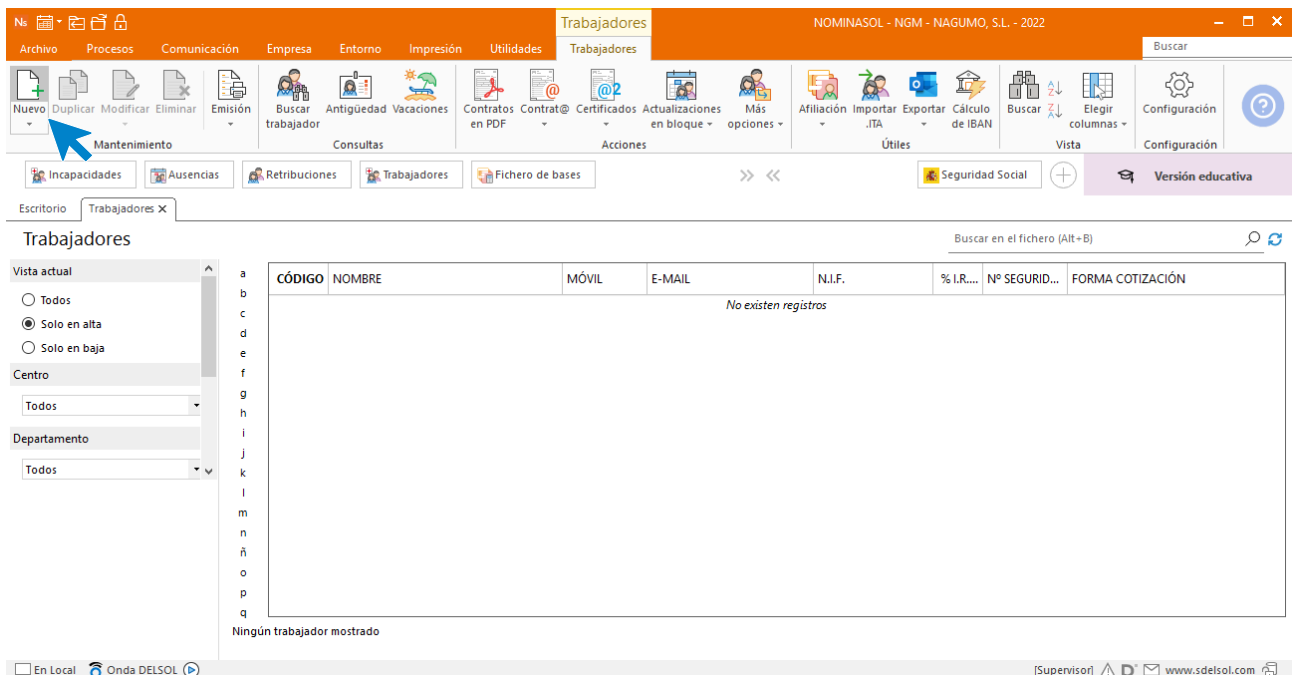 Ns Trabajadores NOMINASOL - NGM - NAGUMO, S.L. - 2022
Archivo Procesos Comunicación Empresa Entorno Impresión Utilidades Trabajadores Buscar
Nuevo Duplicar Modificar Eliminar Emisión Buscar trabajador Antigüedad Vacaciones Contratos en PDF Contrat@ Certificados Actualizaciones en bloque Más opciones Afiliación Importar .ITA Exportar Cálculo de IBAN Buscar Elegir columnas Configuración
Mantenimiento Consultas Acciones Útiles Vista Configuración
Incapacidades Ausencias Retribuciones Trabajadores Fichero de bases Seguridad Social Versión educativa
Escritorio Trabajadores X
Trabajadores Buscar en el fichero (Alt+B)
Vista actual
Todos
Solo en alta
Solo en baja
Centro
Todos
Departamento
Todos
a
b
c
d
e
f
g
h
i
j
k
l
m
n
ñ
o
p
q
CÓDIGO NOMBRE MÓVIL E-MAIL N.I.F. % I.R.... Nº SEGURID... FORMA COTIZACIÓN
No existen registros
Ningún trabajador mostrado
En Local Onda DELSOL [Supervisor] D www.sdelsol.com